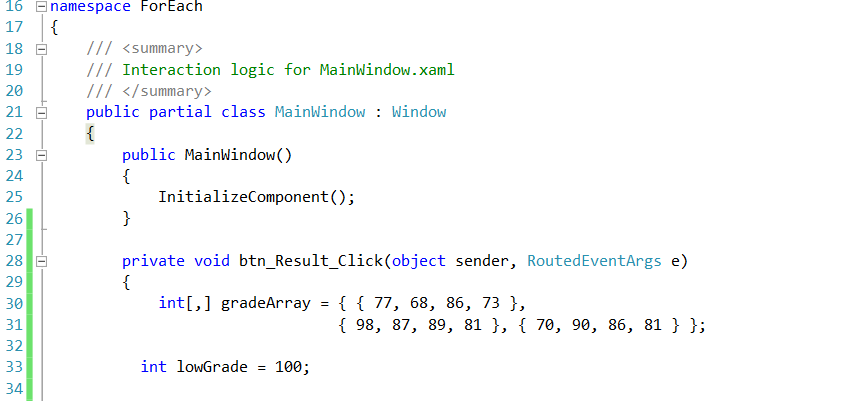 16 namespace ForEach
17 {
18 /// <summary>
19 /// Interaction logic for MainWindow.xaml
20 /// </summary>
21 public partial class MainWindow : Window
22 {
23 public MainWindow()
24 {
25 InitializeComponent();
26 }
27
28 private void btn_Result_Click(object sender, RoutedEventArgs e)
29 {
30 int[,] gradeArray = { { 77, 68, 86, 73 },
31 { 98, 87, 89, 81 }, { 70, 90, 86, 81 } };
32
33 int lowGrade = 100;
34